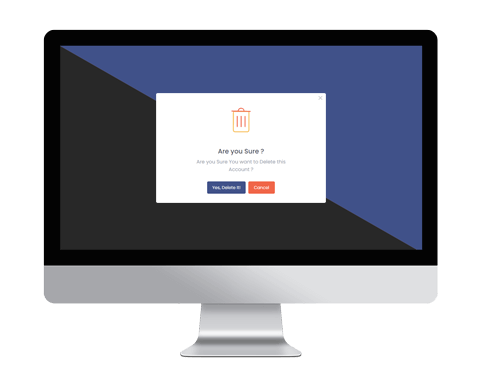 Are you Sure ?
Are you Sure You want to Delete this
Account ?
Yes, Delete It!
Cancel